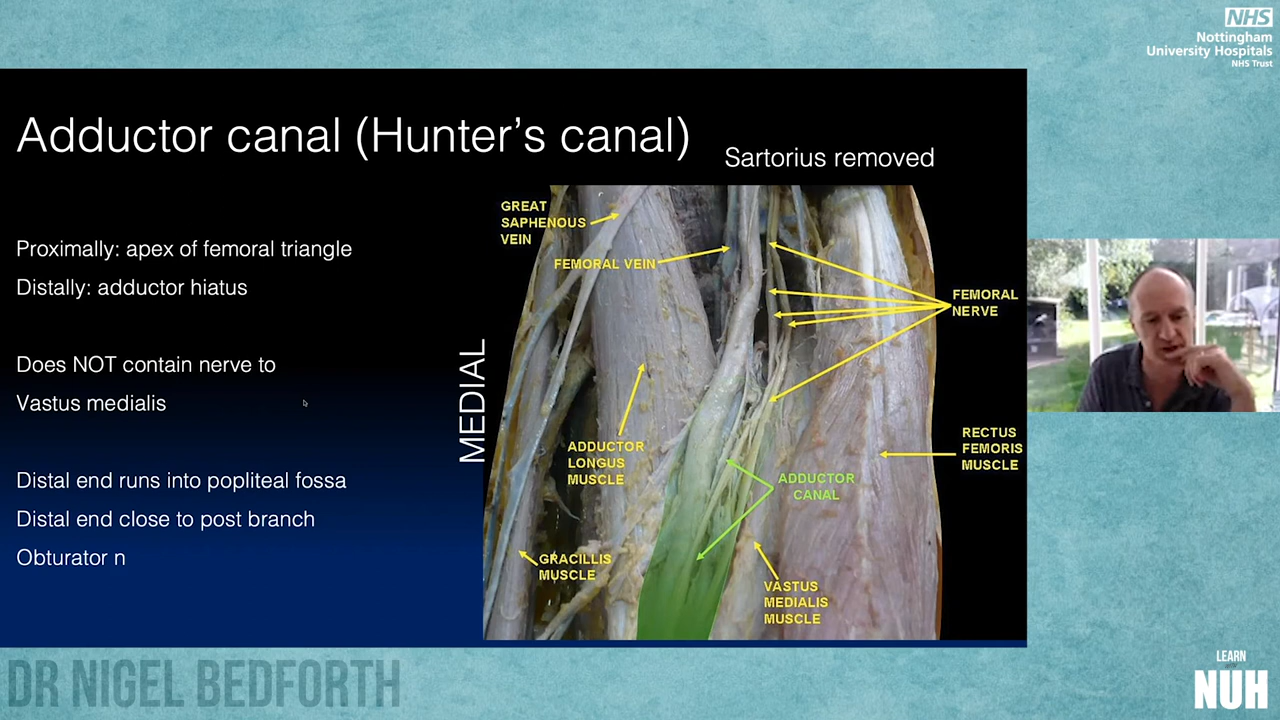 NHS
Nottingham
University Hospitals
NHS Trust
Adductor canal (Hunter's canal)
Sartorius removed
Proximally: apex of femoral triangle
Distally: adductor hiatus
Does NOT contain nerve to
Vastus medialis
Distal end runs into popliteal fossa
Distal end close to post branch
Obturator n
MEDIAL
GREAT
SAPHENOUS
VEIN
FEMORAL VEIN
FEMORAL
NERVE
ADDUCTOR
LONGUS
MUSCLE
ADDUCTOR
CANAL
RECTUS
FEMORIS
MUSCLE
GRACILLIS
MUSCLE
VASTUS
MEDIALIS
MUSCLE
DR NIGEL BEDFORTH
LEARN
NUH